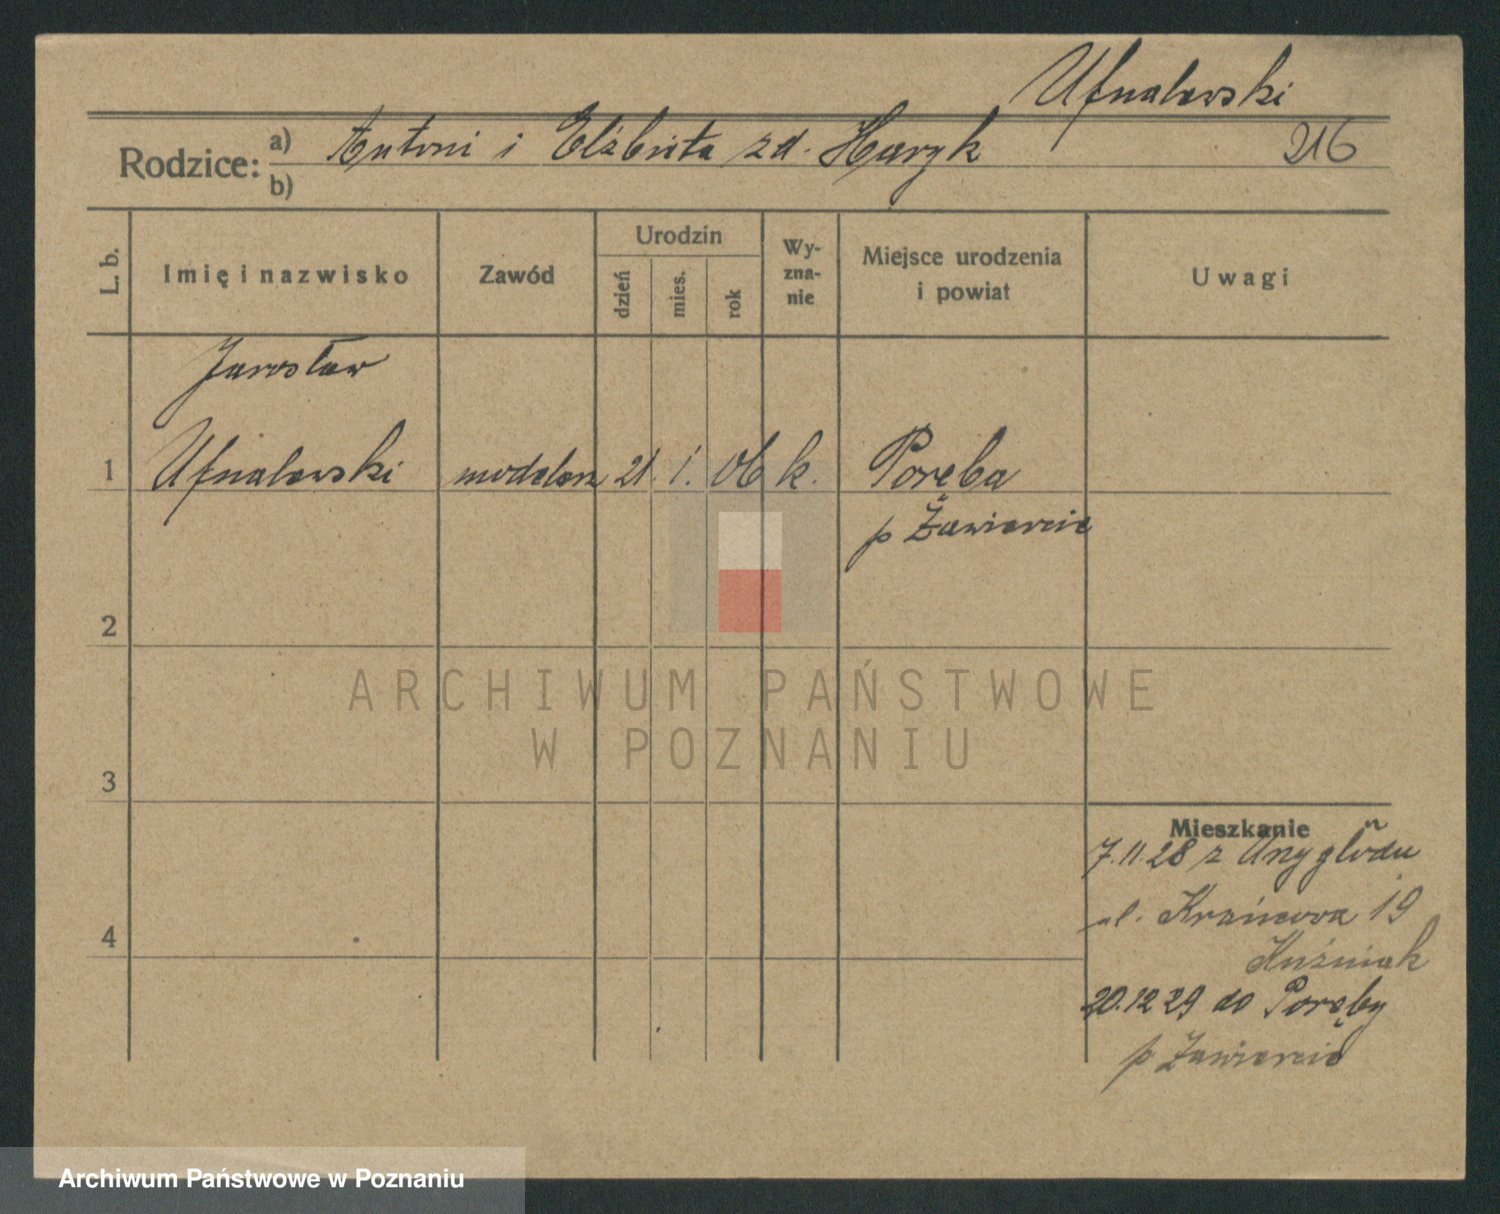 Ufnalewski
Rodzice: a) Antoni i Elżbieta zd. Haryk 216
b)
L. b.
Imię i nazwisko
Zawód
Urodzin
dzień
mies.
rok
Wy-
zna-
nie
Miejsce urodzenia
i powiat
Uwagi
Jarosław
1 Ufnalewski modelarz 21. 1. 06 k. Poręba
p Zawiercie
2
3
4
ARCHIWUM PAŃSTWOWE
W POZNANIU
Mieszkanie
7.11.28 z
ul. 19
Kuźniak
20.12 29 do Poręby
p Zawiercie
Archiwum Państwowe w Poznaniu